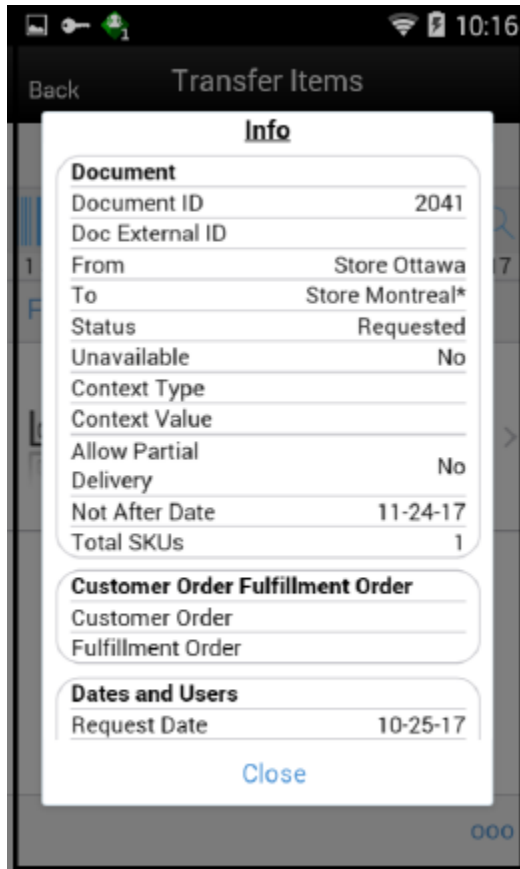 10:16
Back Transfer Items
Info
Document
Document ID 2041
Doc External ID
From Store Ottawa
To Store Montreal*
Status Requested
Unavailable No
Context Type
Context Value
Allow Partial
Delivery No
Not After Date 11-24-17
Total SKUs 1
Customer Order Fulfillment Order
Customer Order
Fulfillment Order
Dates and Users
Request Date 10-25-17
Close
1
17
F